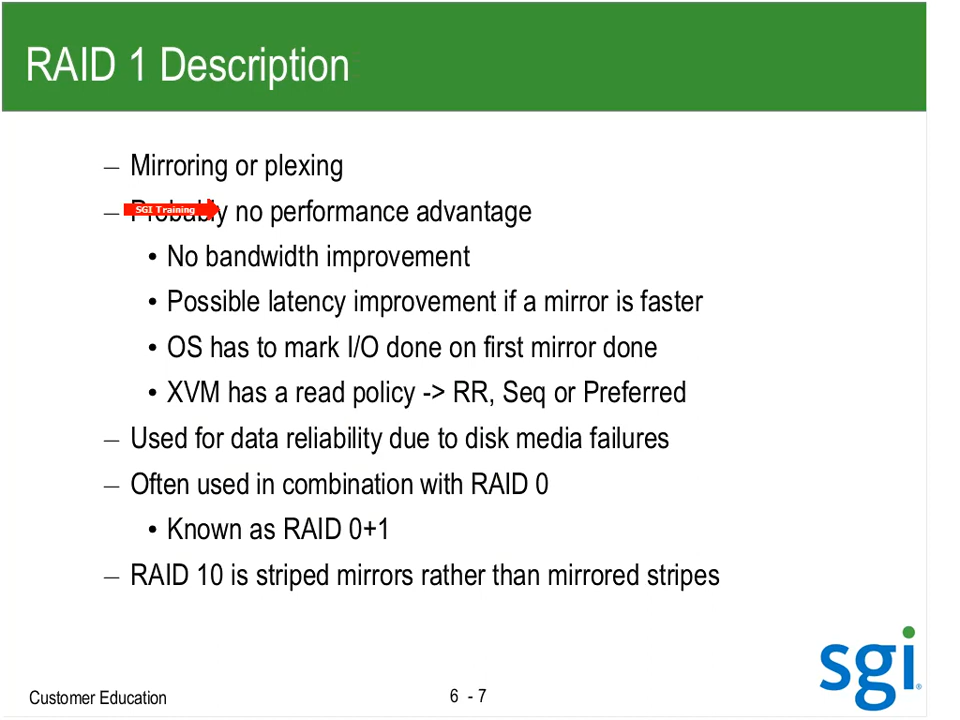 RAID 1 Description
– Mirroring or plexing
– Probably no performance advantage
SGI Training
• No bandwidth improvement
• Possible latency improvement if a mirror is faster
• OS has to mark I/O done on first mirror done
• XVM has a read policy -> RR, Seq or Preferred
– Used for data reliability due to disk media failures
– Often used in combination with RAID 0
• Known as RAID 0+1
– RAID 10 is striped mirrors rather than mirrored stripes
sgi®
Customer Education
6 - 7